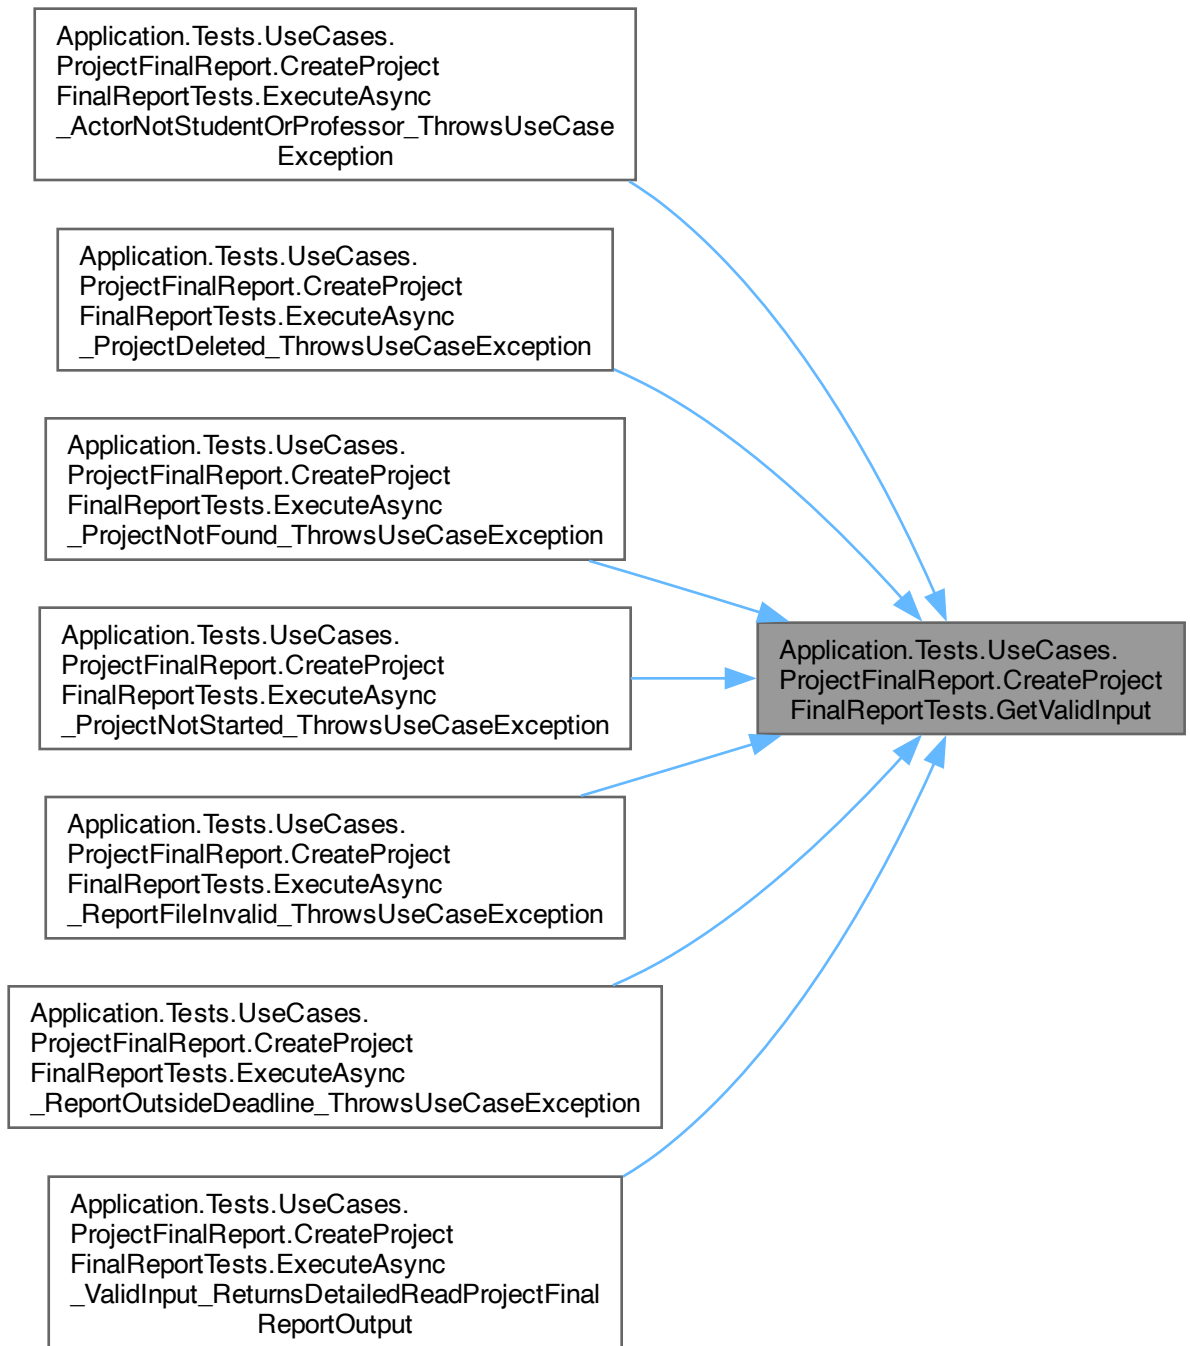 Application.Tests.UseCases.
ProjectFinalReport.CreateProject
FinalReportTests.ExecuteAsync
_ActorNotStudentOrProfessor_ThrowsUseCase
Exception
Application.Tests.UseCases.
ProjectFinalReport.CreateProject
FinalReportTests.ExecuteAsync
_ProjectDeleted_ThrowsUseCaseException
Application.Tests.UseCases.
ProjectFinalReport.CreateProject
FinalReportTests.ExecuteAsync
_ProjectNotFound_ThrowsUseCaseException
Application.Tests.UseCases.
ProjectFinalReport.CreateProject
FinalReportTests.ExecuteAsync
_ProjectNotStarted_ThrowsUseCaseException
Application.Tests.UseCases.
ProjectFinalReport.CreateProject
FinalReportTests.GetValidInput
Application.Tests.UseCases.
ProjectFinalReport.CreateProject
FinalReportTests.ExecuteAsync
_ReportFileInvalid_ThrowsUseCaseException
Application.Tests.UseCases.
ProjectFinalReport.CreateProject
FinalReportTests.ExecuteAsync
_ReportOutsideDeadline_ThrowsUseCaseException
Application.Tests.UseCases.
ProjectFinalReport.CreateProject
FinalReportTests.ExecuteAsync
_ValidInput_ReturnsDetailedReadProjectFinal
ReportOutput